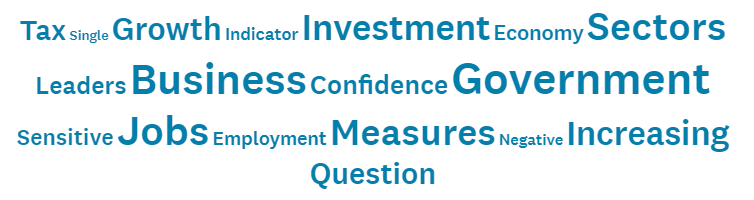 Tax Single Growth Indicator Investment Economy Sectors
Leaders Business Confidence Government
Sensitive Jobs Employment Measures Negative Increasing
Question